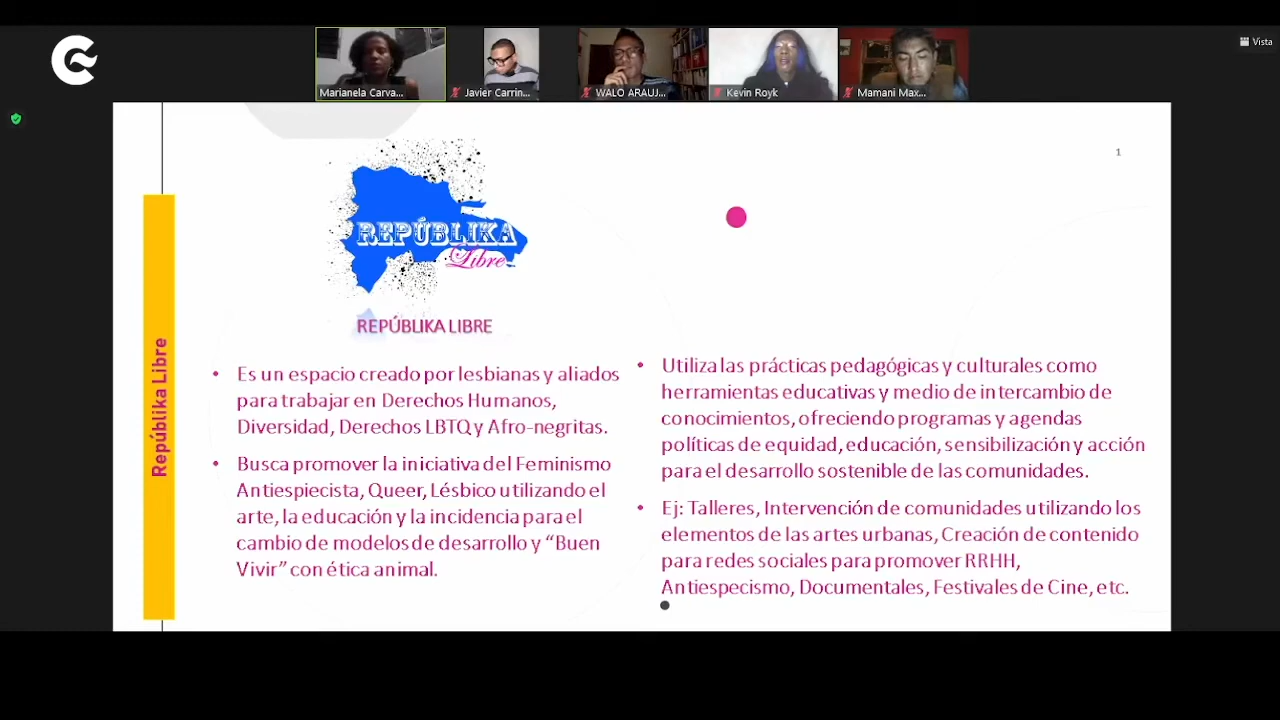 Vista
Marianela Carva...
Javier Carrin...
WALO ARAUJ...
Kevin Royk
Mamani Max...
1
REPÚBLIKA
Libre
REPÚBLIKA LIBRE
Repúblika Libre
• Es un espacio creado por lesbianas y aliados
para trabajar en Derechos Humanos,
Diversidad, Derechos LBTQ y Afro-negritas.
• Busca promover la iniciativa del Feminismo
Antiespiecista, Queer, Lésbico utilizando el
arte, la educación y la incidencia para el
cambio de modelos de desarrollo y “Buen
Vivir” con ética animal.
• Utiliza las prácticas pedagógicas y culturales como
herramientas educativas y medio de intercambio de
conocimientos, ofreciendo programas y agendas
políticas de equidad, educación, sensibilización y acción
para el desarrollo sostenible de las comunidades.
• Ej: Talleres, Intervención de comunidades utilizando los
elementos de las artes urbanas, Creación de contenido
para redes sociales para promover RRHH,
Antiespecismo, Documentales, Festivales de Cine, etc.